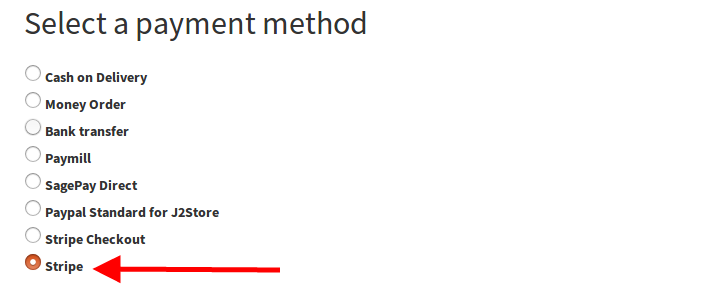 Select a payment method
Cash on Delivery
Money Order
Bank transfer
Paymill
SagePay Direct
Paypal Standard for J2Store
Stripe Checkout
Stripe